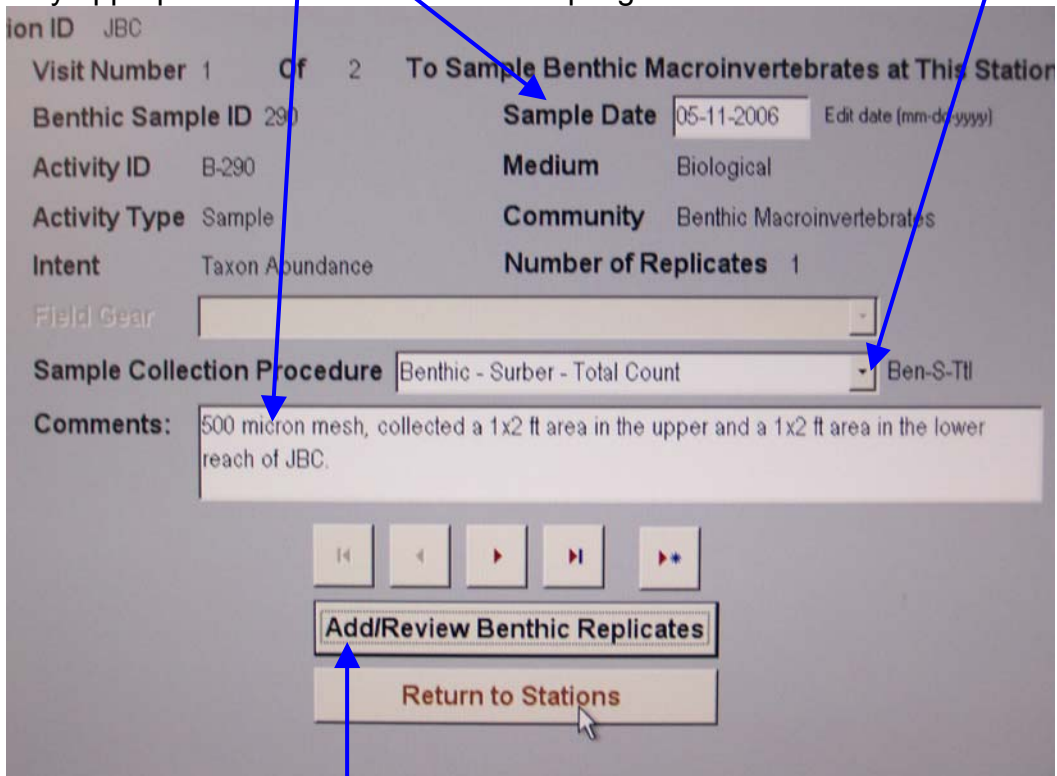 ion ID JBC
Visit Number 1 Of 2 To Sample Benthic Macroinvertebrates at This Station
Benthic Sample ID 290 Sample Date 05-11-2006 Edit date (mm-dd-yyyy)
Activity ID B-290 Medium Biological
Activity Type Sample Community Benthic Macroinvertebrates
Intent Taxon Abundance Number of Replicates 1
Field Gear
Sample Collection Procedure Benthic - Surber - Total Count Ben-S-Ttl
Comments: 500 micron mesh, collected a 1x2 ft area in the upper and a 1x2 ft area in the lower
reach of JBC.
Add/Review Benthic Replicates
Return to Stations